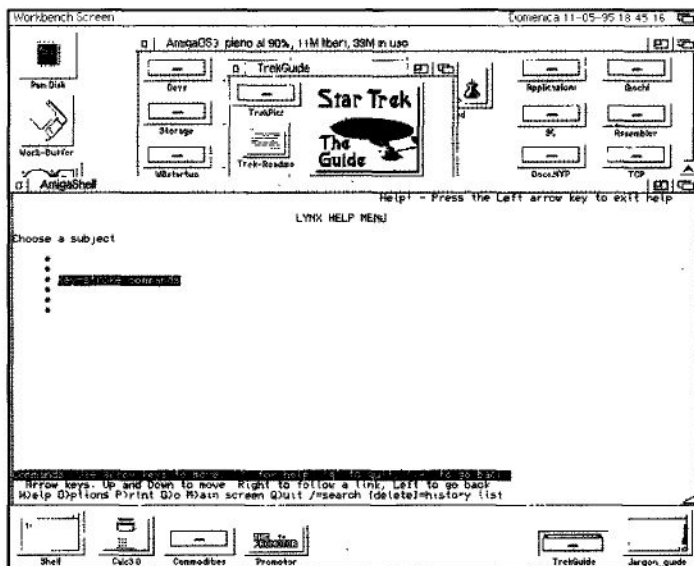 Workbench Screen
Domenica 11-05-95 18 45 16
AmigaOS3 pieno al 90%, 11M liberi, 39M in uso
Ram Disk
Work-Buffer
Devs
Storage
WBStartup
TrekGuide
TrekPics
Trek-Readme
Star Trek
The
Guide
Applications
Giochi
Assembler
TCP
AmigaShell
Help! - Press the Left arrow key to exit help
LYNX HELP MENU
Choose a subject
Arrow keys. Up and Down to move Right to follow a link, Left to go back
H)elp O)ptions P)rint G)o M)ain screen Q)uit /=search [delete]=history list
Shell
Calc3.0
Commodities
Promotor
TrekGuide
Jargon_guide